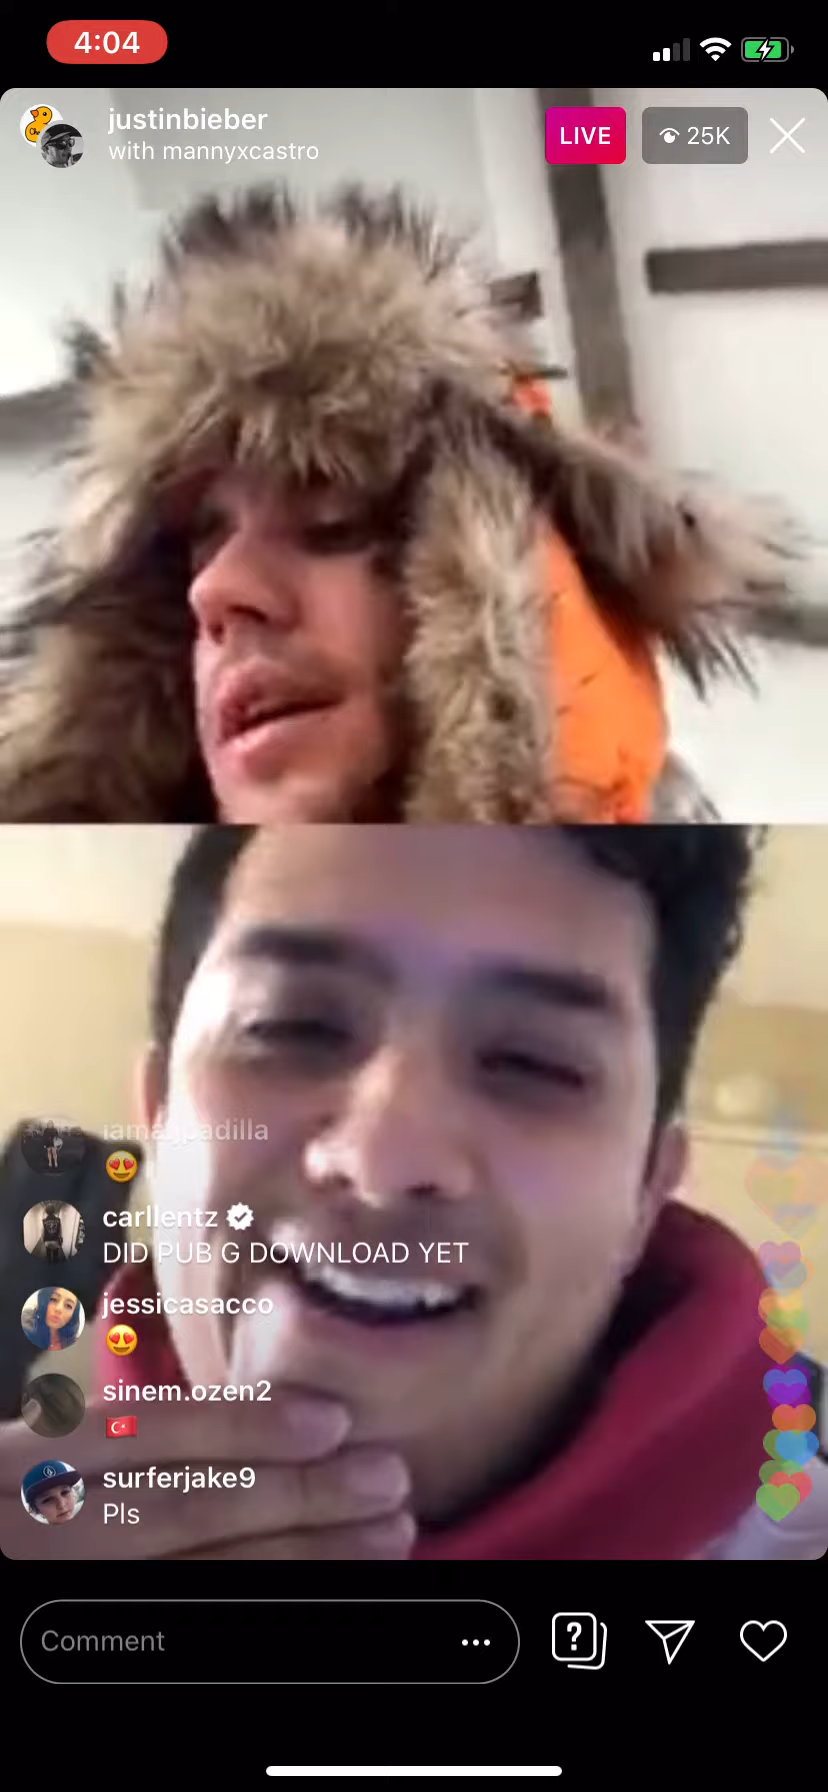 4:04
justinbieber
with mannyxcastro
LIVE
25K
carllentz
DID PUB G DOWNLOAD YET
jessicasacco
sinem.ozen2
surferjake9
Pls
Comment